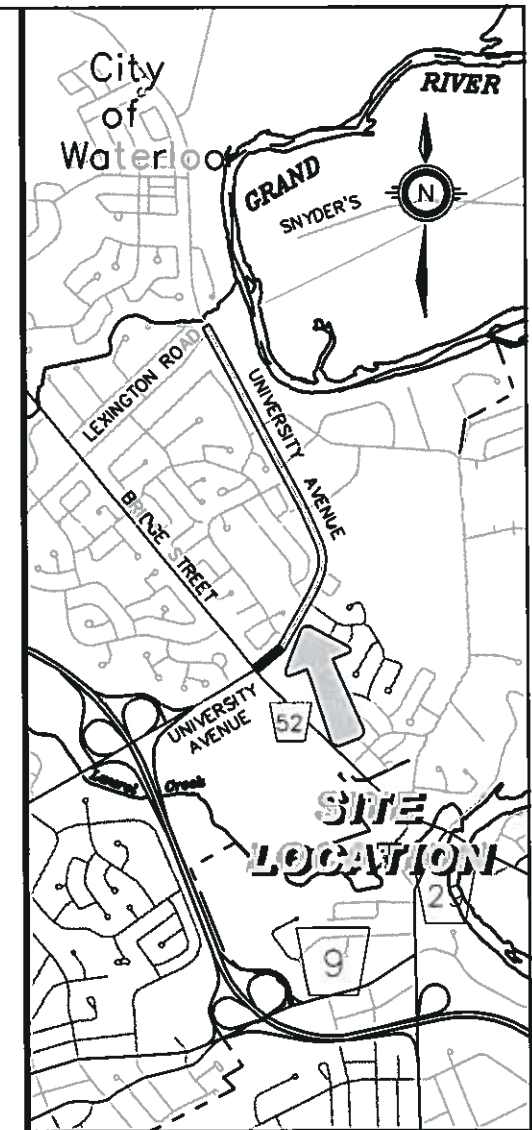 City
of
Waterloo
RIVER
GRAND
N
SNYDER'S
LEXINGTON ROAD
UNIVERSITY
AVENUE
BRIDGE STREET
UNIVERSITY
AVENUE
52
Laurel Creek
SITE
LOCATION
2
9